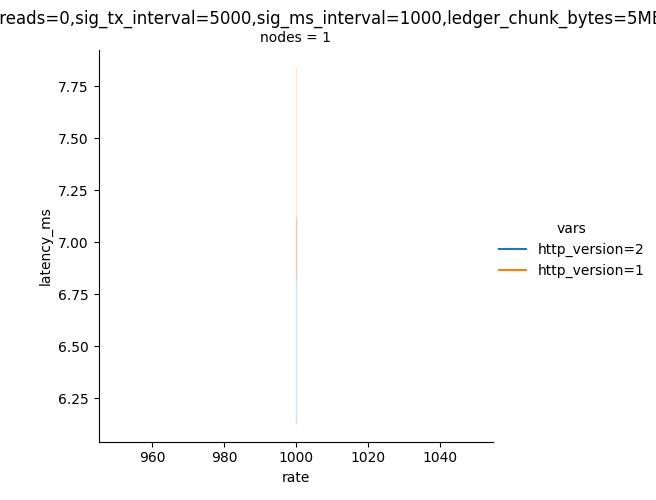 reads=0,sig_tx_interval=5000,sig_ms_interval=1000,ledger_chunk_bytes=5MB
nodes = 1
7.75
7.50
7.25
7.00
6.75
6.50
6.25
latency_ms
960
980
1000
1020
1040
rate
vars
http_version=2
http_version=1